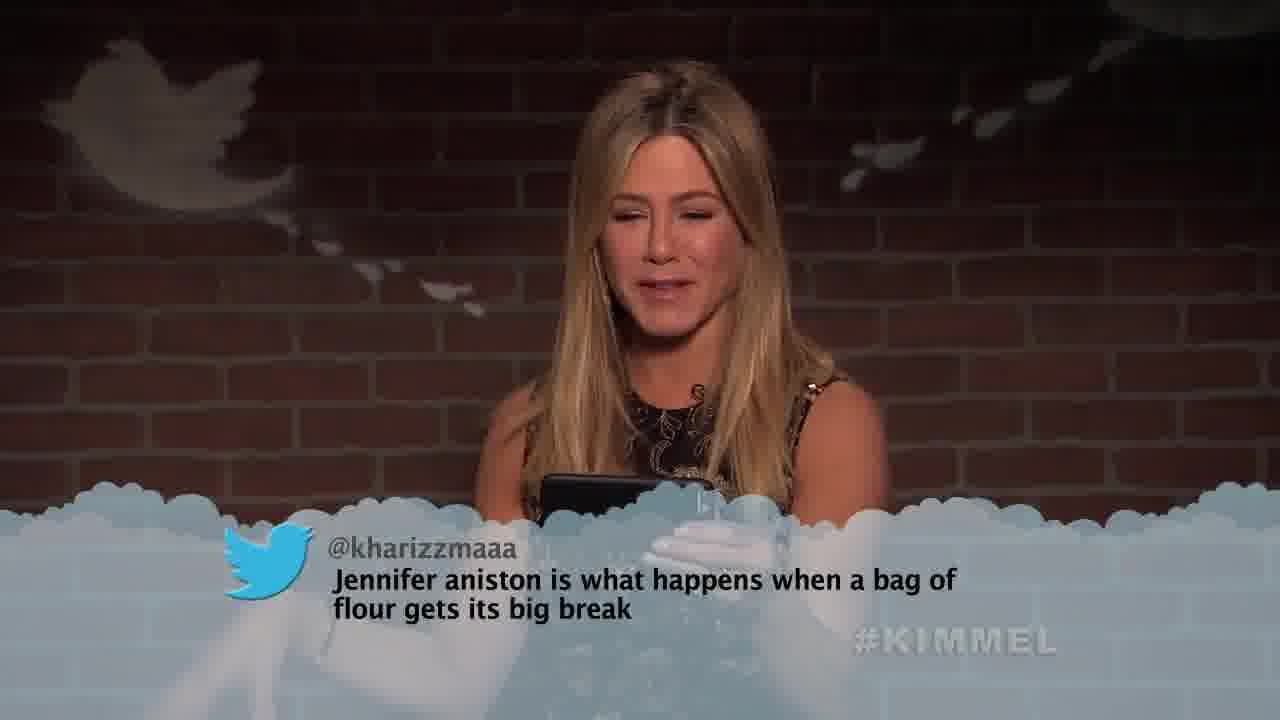 @kharizzmaaa
Jennifer aniston is what happens when a bag of
flour gets its big break
#KIMMEL